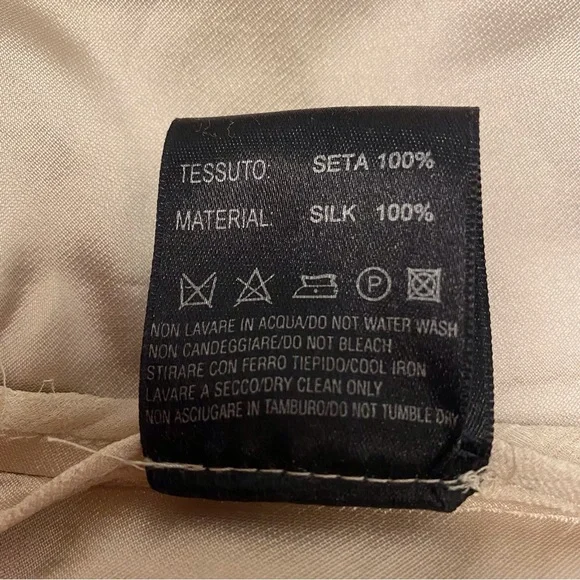 TESSUTO: SETA 100%
MATERIAL: SILK 100%
P
NON LAVARE IN ACQUA/DO NOT WATER WASH
NON CANDEGGIARE/DO NOT BLEACH
STIRARE CON FERRO TIEPIDO/COOL IRON
LAVARE A SECCO/DRY CLEAN ONLY
NON ASCIUGARE IN TAMBURO/DO NOT TUMBLE DRY